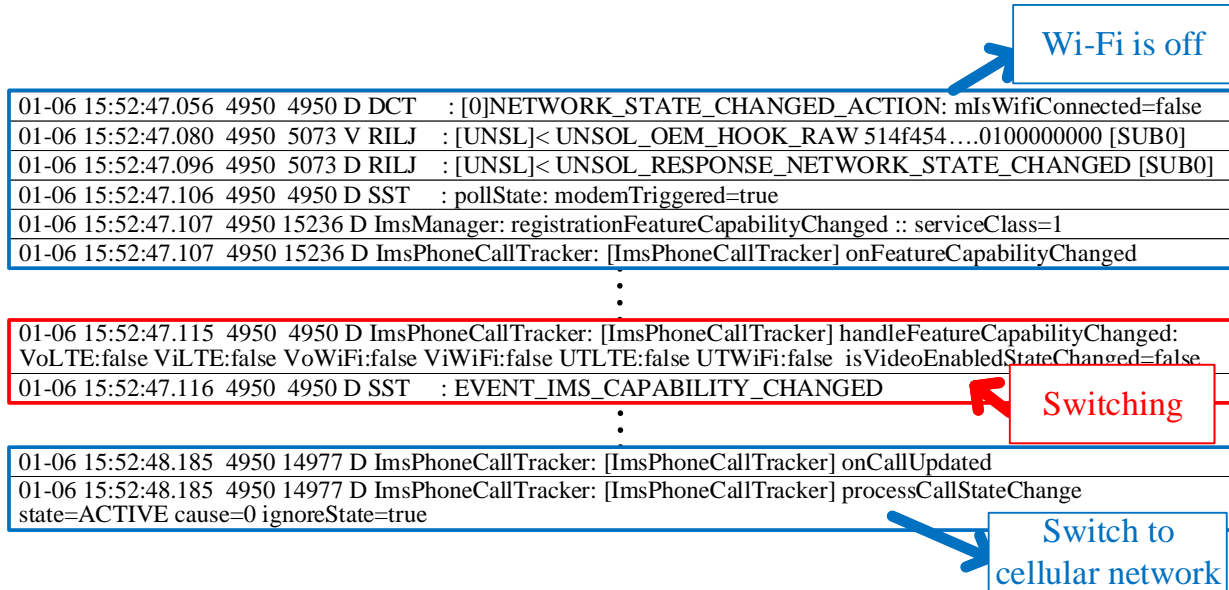 Wi-Fi is off
01-06 15:52:47.056  4950  4950 D DCT     : [0]NETWORK_STATE_CHANGED_ACTION: mIsWifiConnected=false
01-06 15:52:47.080  4950  5073 V RILJ    : [UNSL]< UNSOL_OEM_HOOK_RAW 514f454….0100000000 [SUB0]
01-06 15:52:47.096  4950  5073 D RILJ    : [UNSL]< UNSOL_RESPONSE_NETWORK_STATE_CHANGED [SUB0]
01-06 15:52:47.106  4950  4950 D SST     : pollState: modemTriggered=true
01-06 15:52:47.107  4950 15236 D ImsManager: registrationFeatureCapabilityChanged :: serviceClass=1
01-06 15:52:47.107  4950 15236 D ImsPhoneCallTracker: [ImsPhoneCallTracker] onFeatureCapabilityChanged
01-06 15:52:47.115  4950  4950 D ImsPhoneCallTracker: [ImsPhoneCallTracker] handleFeatureCapabilityChanged:
VoLTE:false ViLTE:false VoWiFi:false ViWiFi:false UTLTE:false UTWiFi:false  isVideoEnabledStateChanged=false
01-06 15:52:47.116  4950  4950 D SST     : EVENT_IMS_CAPABILITY_CHANGED
Switching
01-06 15:52:48.185  4950 14977 D ImsPhoneCallTracker: [ImsPhoneCallTracker] onCallUpdated
01-06 15:52:48.185  4950 14977 D ImsPhoneCallTracker: [ImsPhoneCallTracker] processCallStateChange
state=ACTIVE cause=0 ignoreState=true
Switch to
cellular network